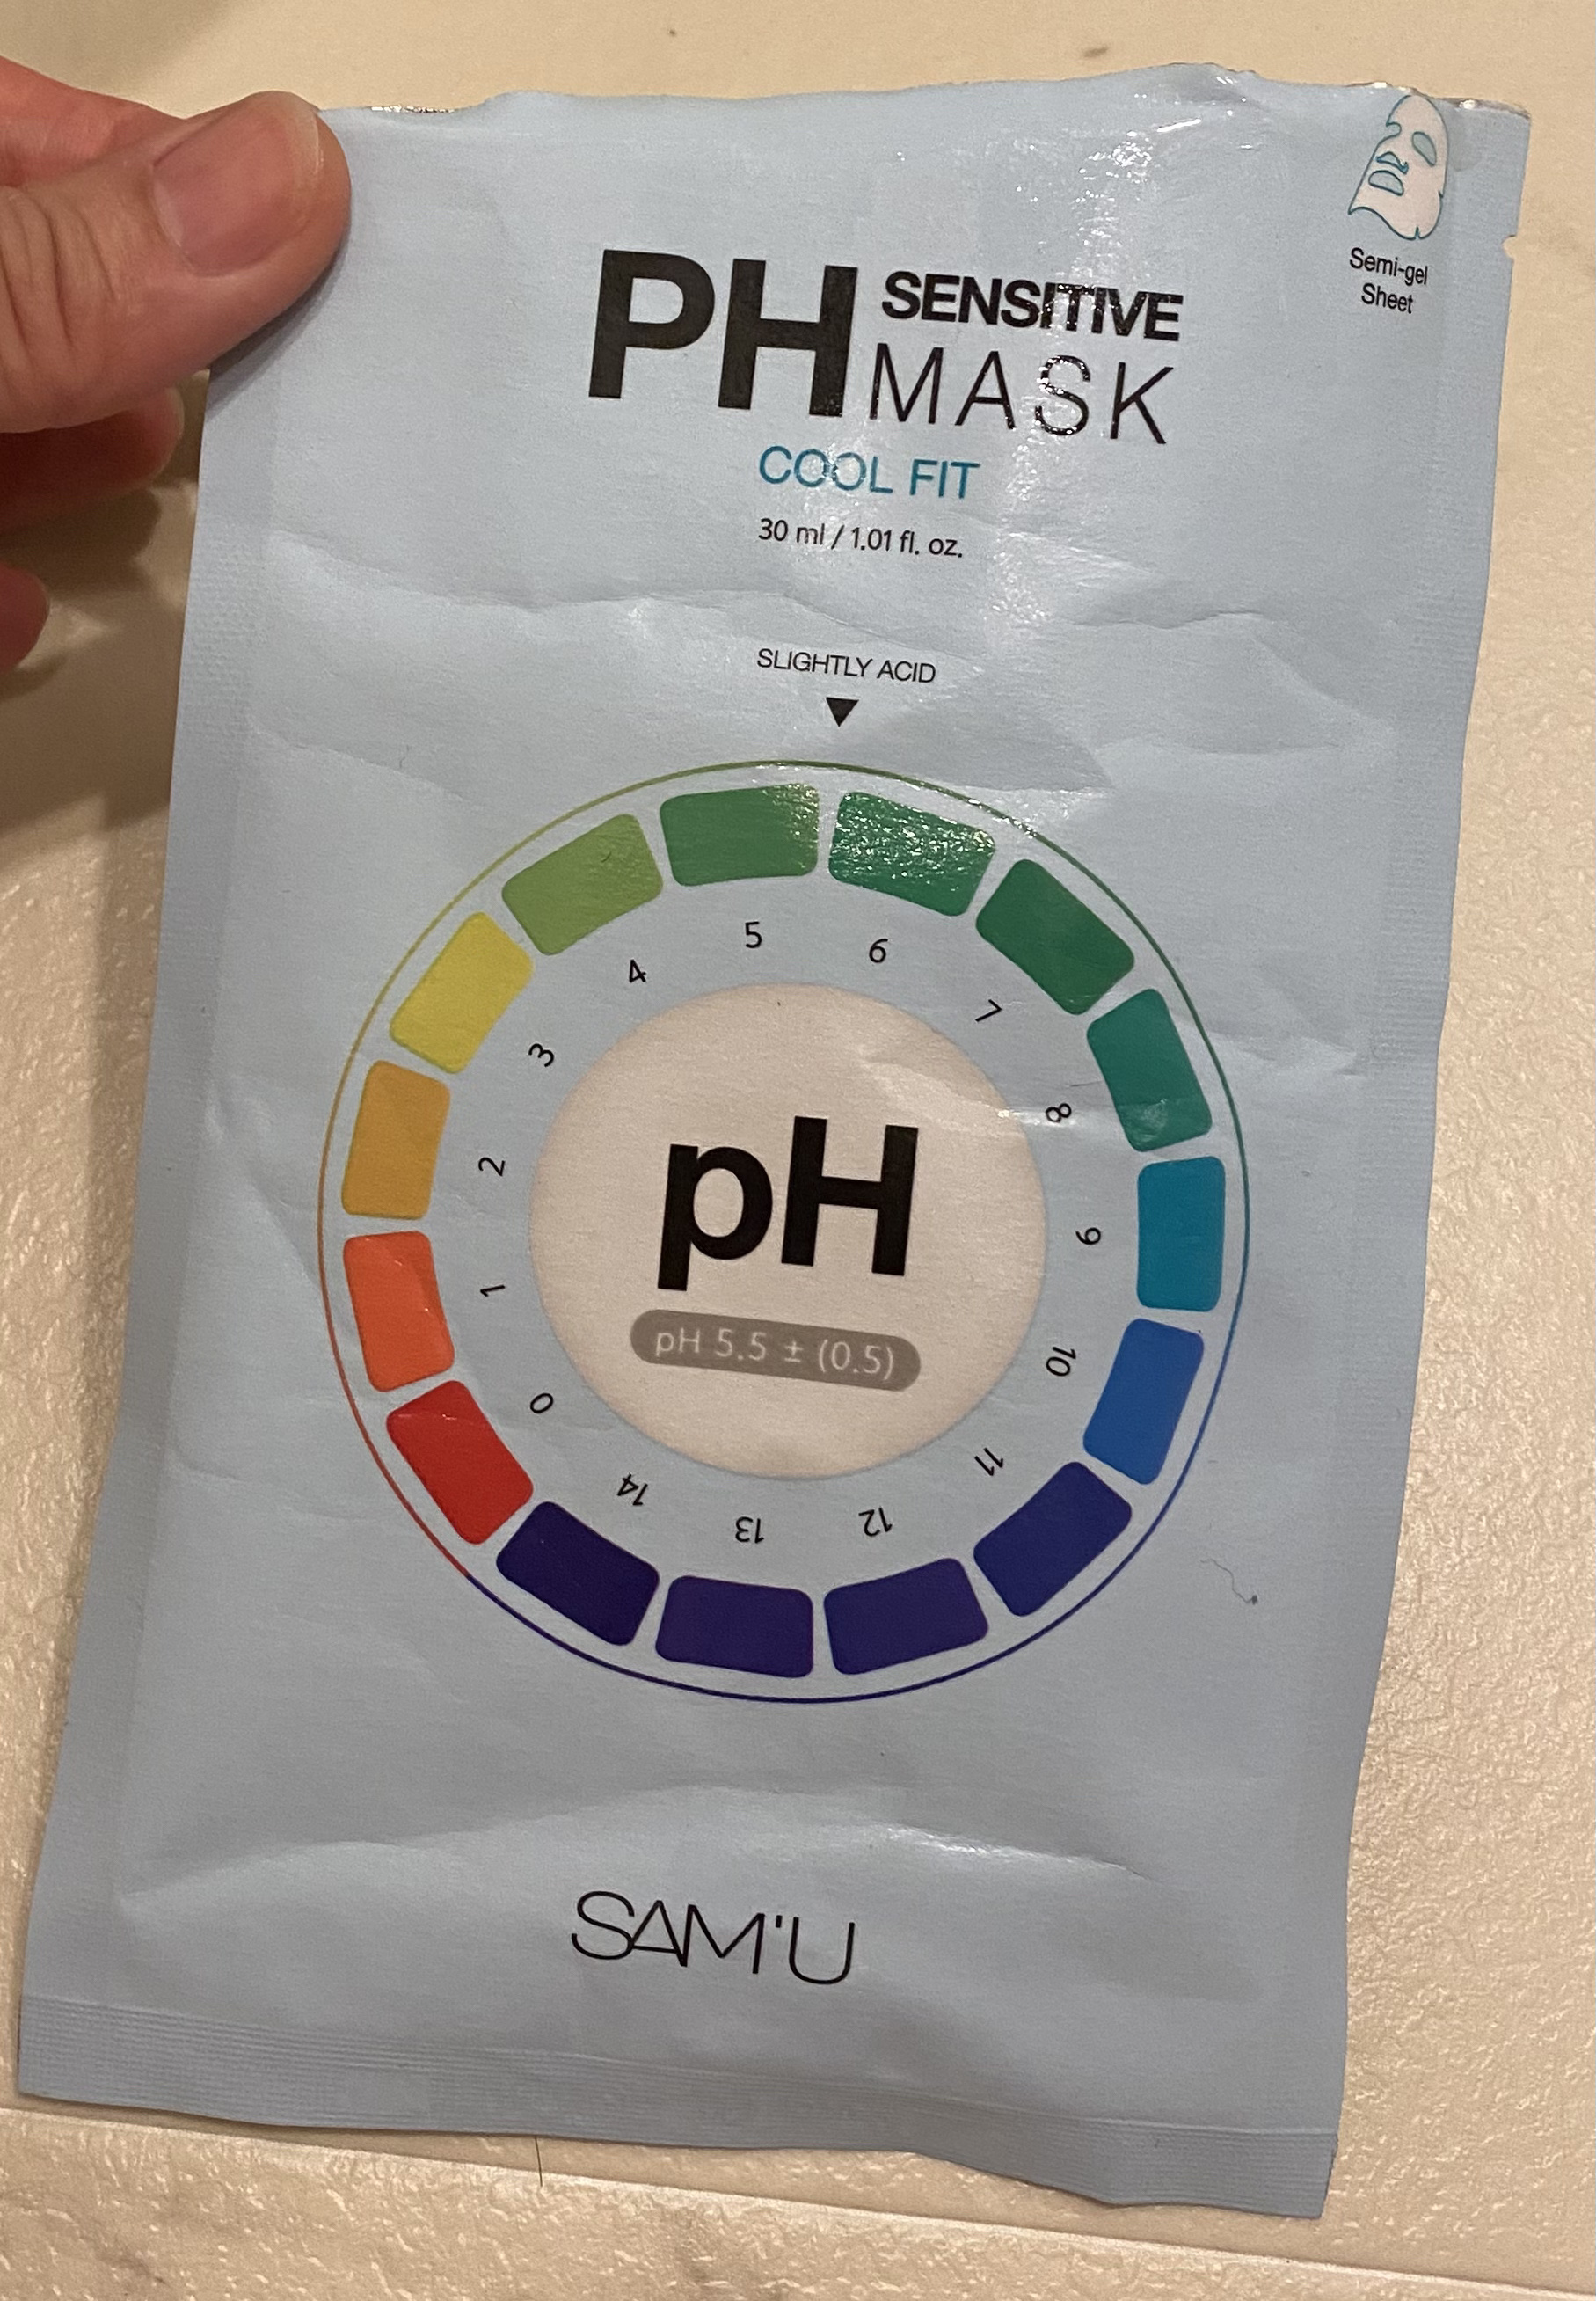 PH SENSITIVE
MASK
COOL FIT
30 ml / 1.01 fl. oz.
Semi-gel
Sheet
SLIGHTLY ACID
0
1
2
3
4
5
6
7
8
9
10
11
12
13
14
pH
pH 5.5 ± (0.5)
SAM'U